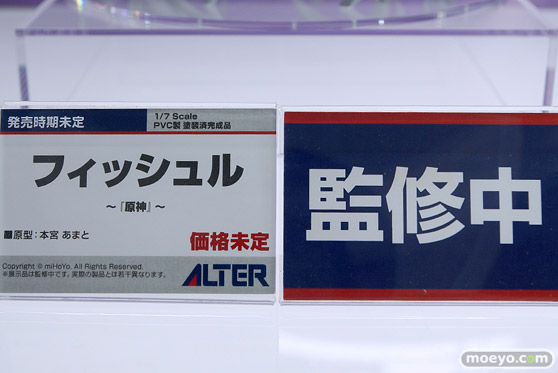 発売時期未定
1/7 Scale
PVC製 塗装済完成品
フィッシュル
～『原神』～
■原型：本宮 あまと
価格未定
Copyright © miHoYo. All Rights Reserved.
※展示品は監修中です。実際の製品とは若干異なります。
ALTER
監修中
moeyo.com